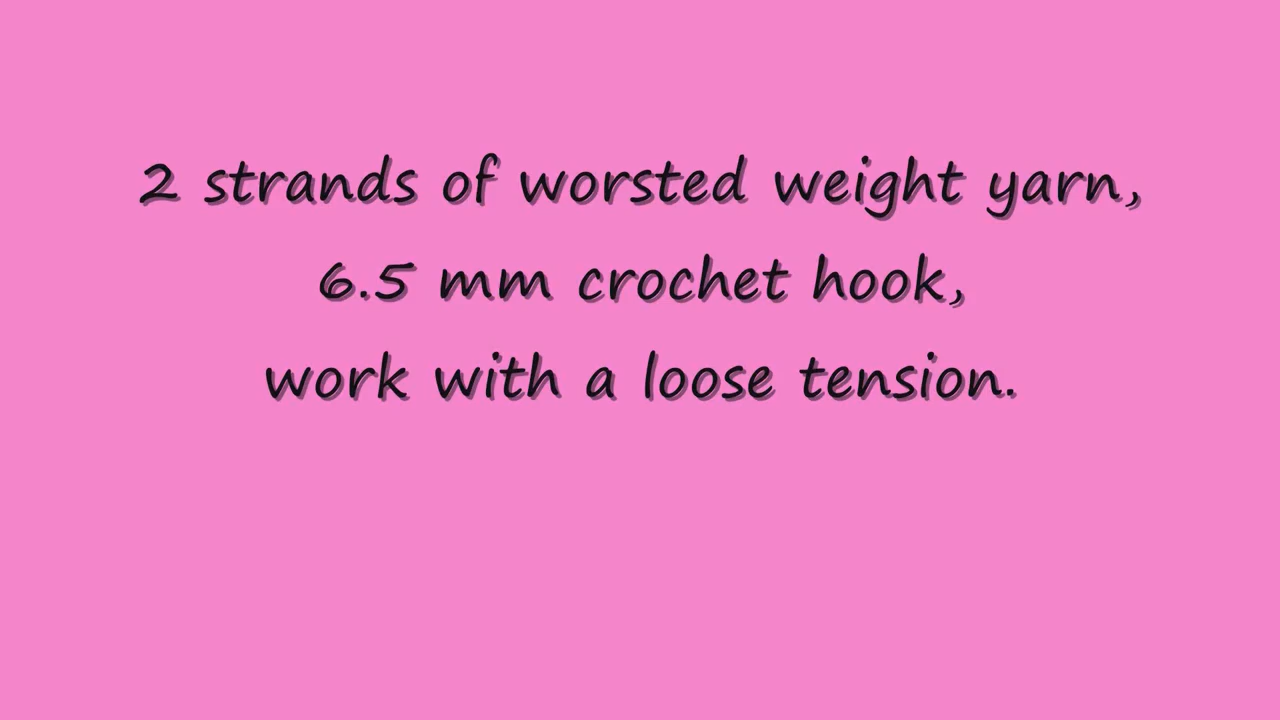 2 strands of worsted weight yarn,
6.5 mm crochet hook,
work with a loose tension.